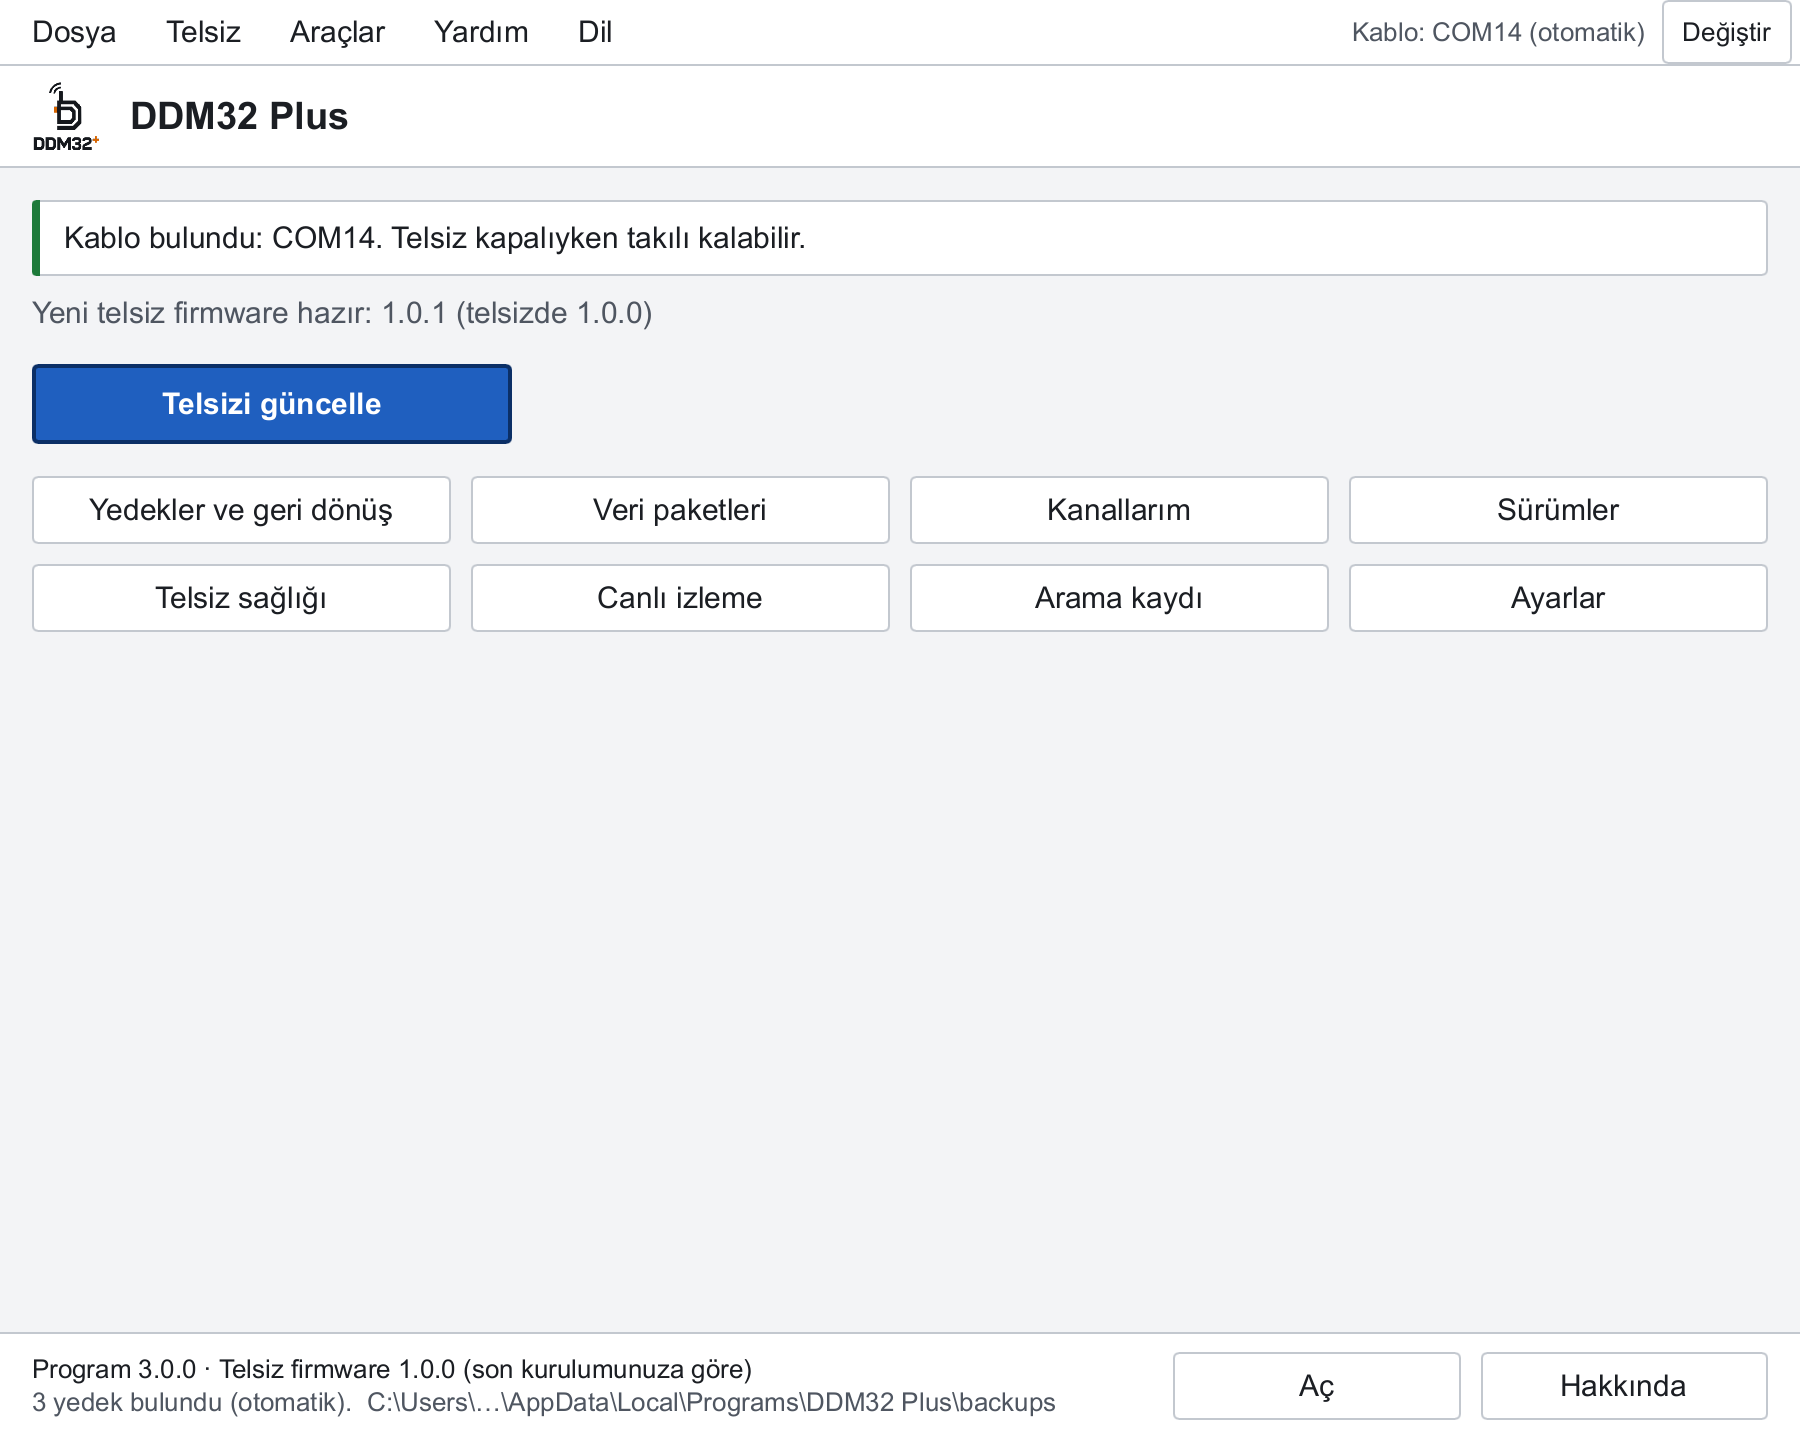 Dosya Telsiz Araçlar Yardım Dil Kablo: COM14 (otomatik) Değiştir
DDM32+
DDM32 Plus
Kablo bulundu: COM14. Telsiz kapalıyken takılı kalabilir.
Yeni telsiz firmware hazır: 1.0.1 (telsizde 1.0.0)
Telsizi güncelle
Yedekler ve geri dönüş Veri paketleri Kanallarım Sürümler
Telsiz sağlığı Canlı izleme Arama kaydı Ayarlar
Program 3.0.0 · Telsiz firmware 1.0.0 (son kurulumunuza göre)
3 yedek bulundu (otomatik). C:\Users\…\AppData\Local\Programs\DDM32 Plus\backups
Aç Hakkında